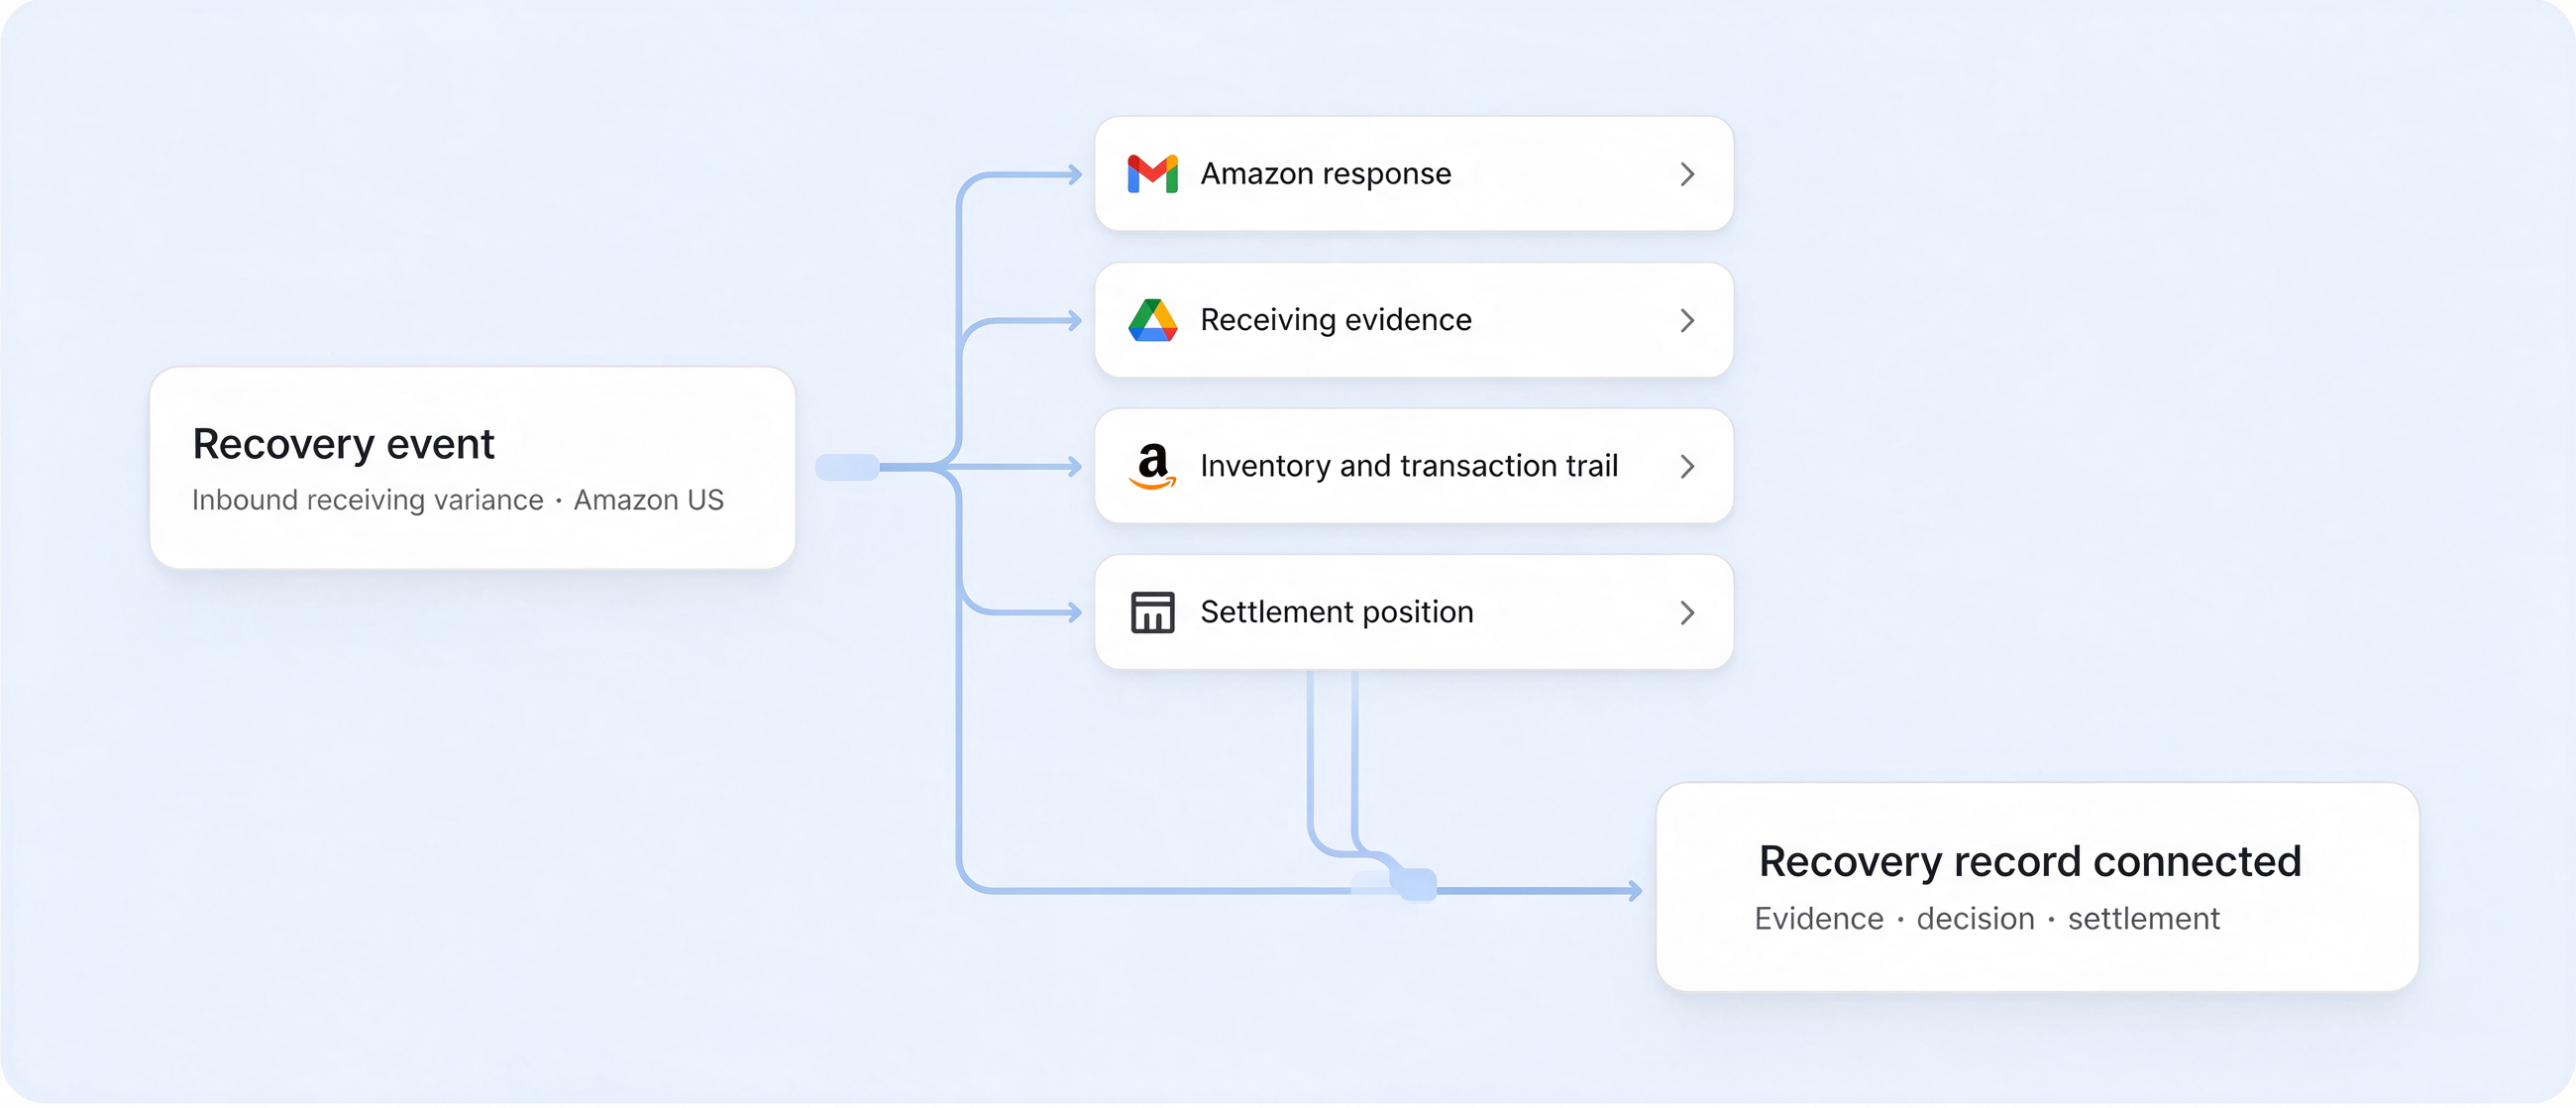 Recovery event
Inbound receiving variance · Amazon US
Amazon response
Receiving evidence
Inventory and transaction trail
Settlement position
Recovery record connected
Evidence · decision · settlement